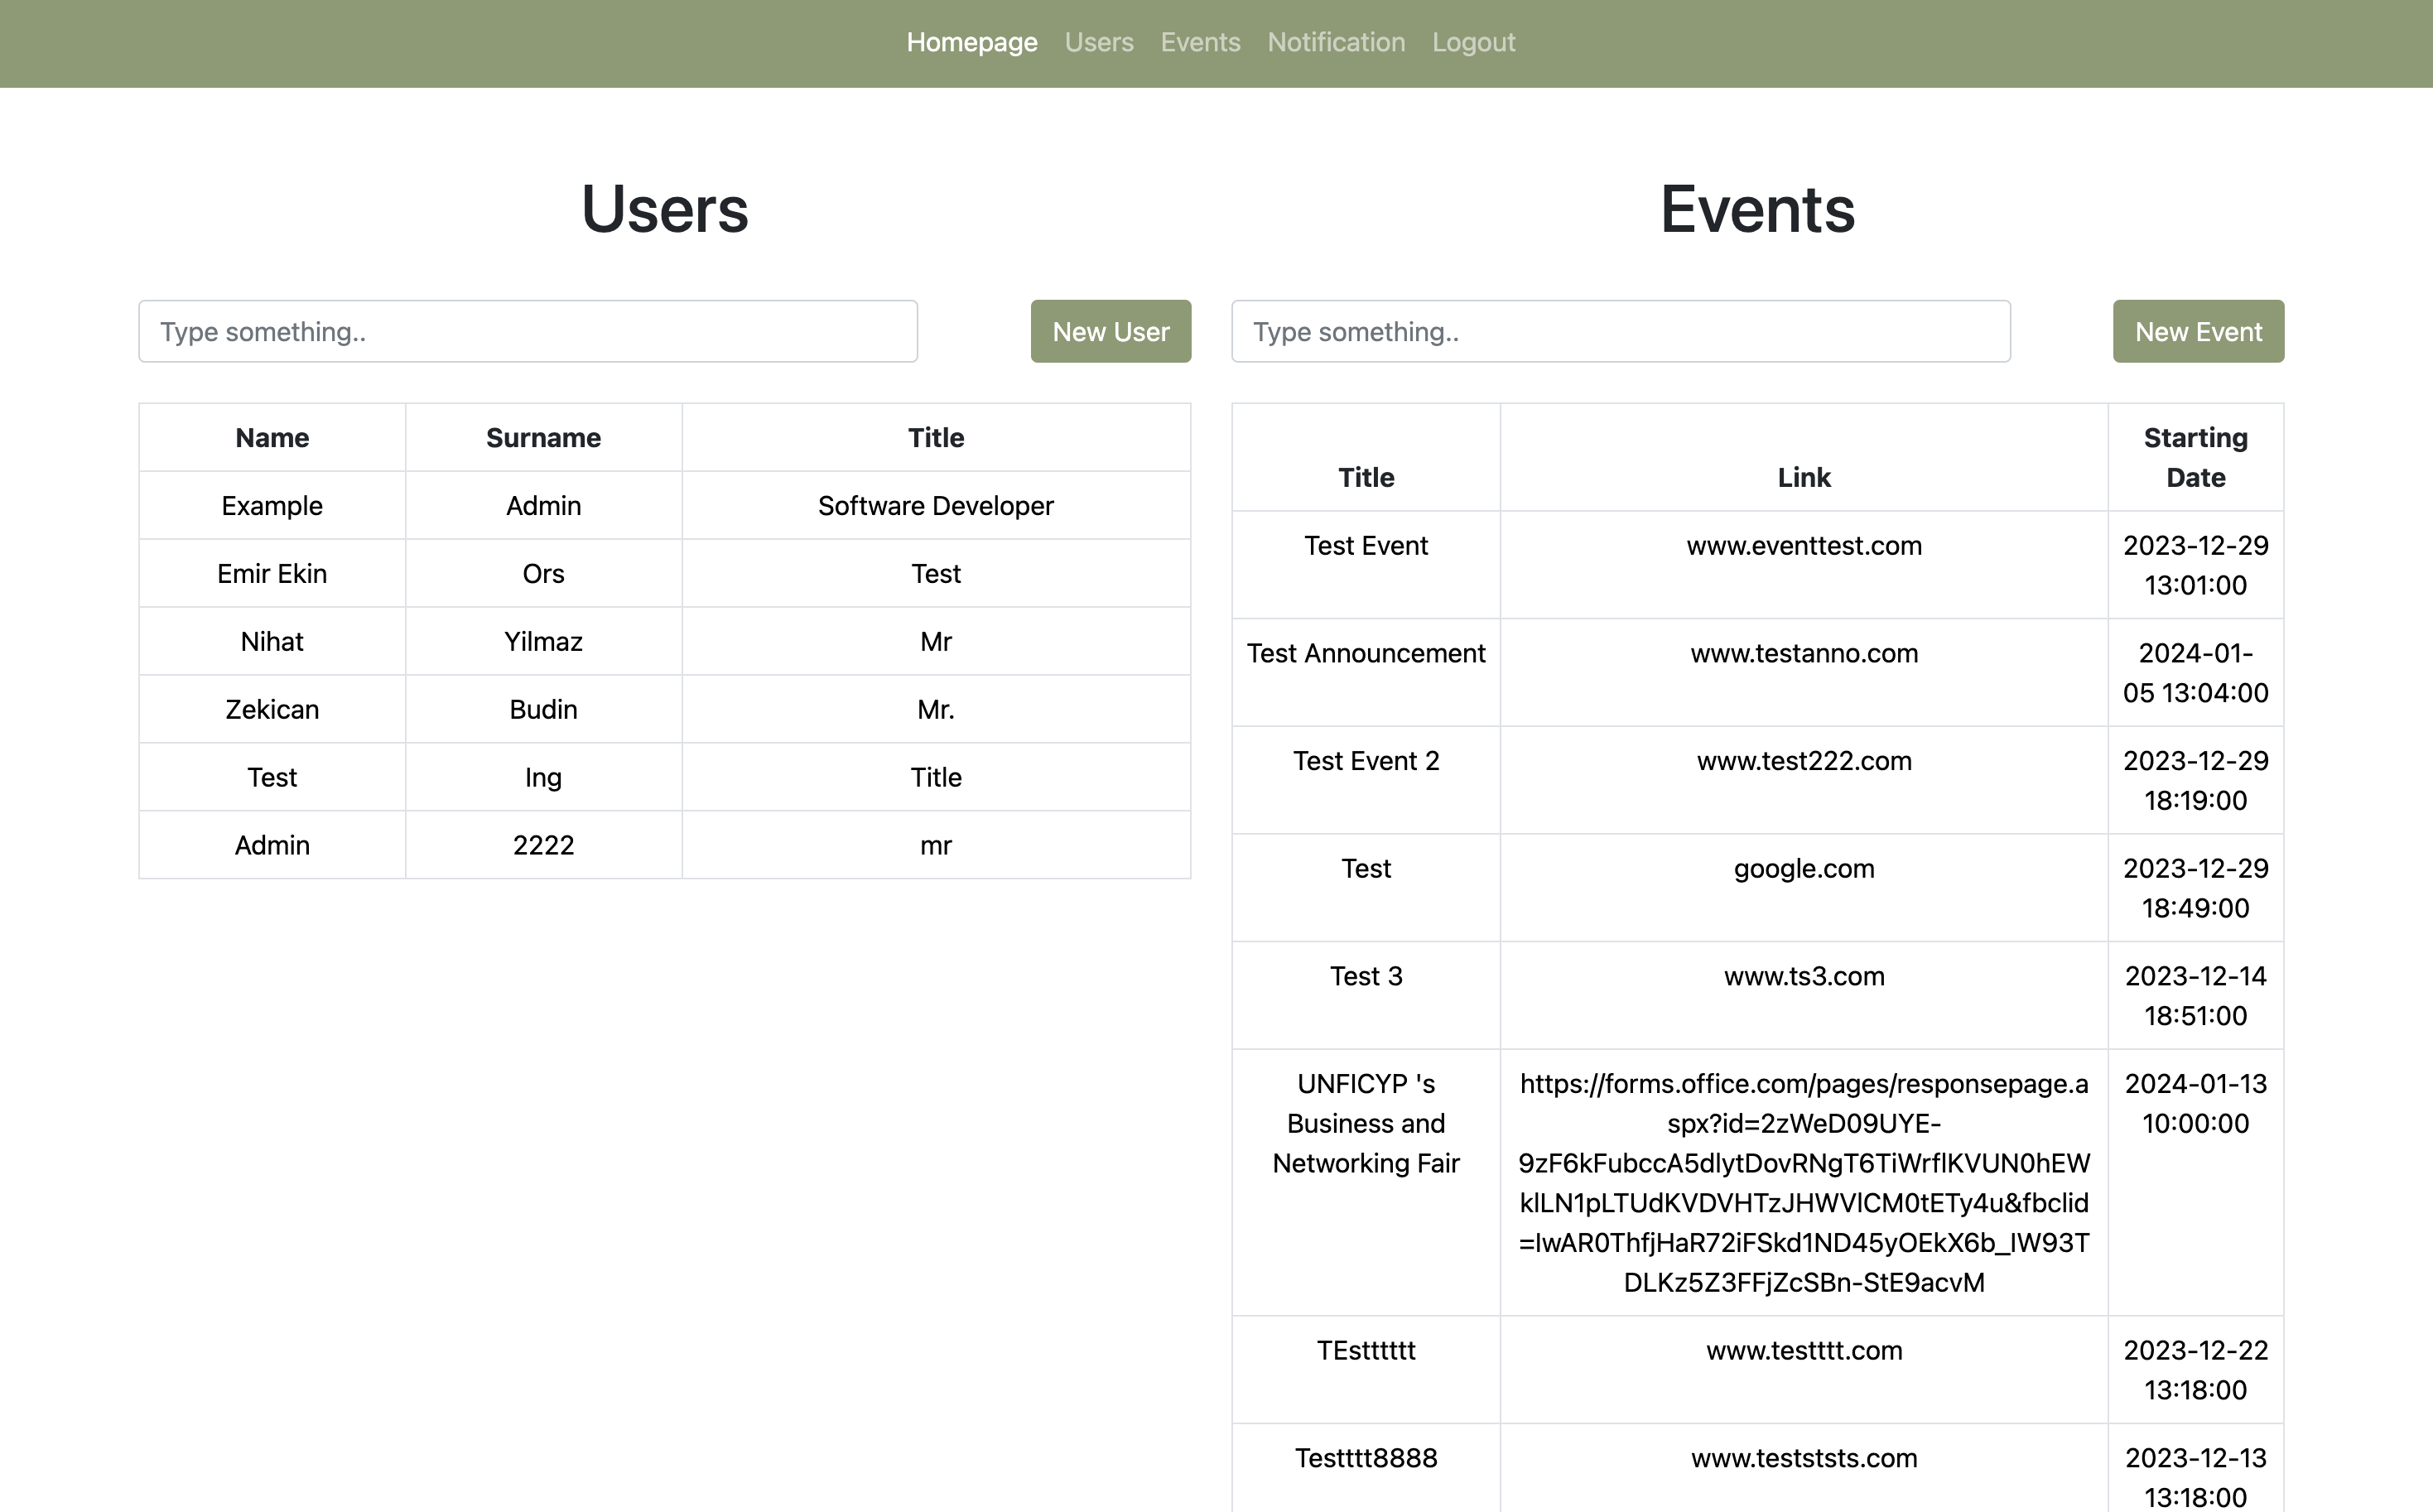 Homepage Users Events Notification Logout
Users
Type something..
New User
Name Surname Title
Example Admin Software Developer
Emir Ekin Ors Test
Nihat Yilmaz Mr
Zekican Budin Mr.
Test Ing Title
Admin 2222 mr
Events
Type something..
New Event
Starting
Title Link Date
Test Event www.eventtest.com 2023-12-29
13:01:00
Test Announcement www.testanno.com 2024-01-
05 13:04:00
Test Event 2 www.test222.com 2023-12-29
18:19:00
Test google.com 2023-12-29
18:49:00
Test 3 www.ts3.com 2023-12-14
18:51:00
UNFICYP 's https://forms.office.com/pages/responsepage.a 2024-01-13
Business and spx?id=2zWeD09UYE- 10:00:00
Networking Fair 9zF6kFubccA5dlytDovRNgT6TiWrflKVUN0hEW
klLN1pLTUdKVDVHTzJHWVlCM0tETy4u&fbclid
=IwAR0ThfjHaR72iFSkd1ND45yOEkX6b_IW93T
DLKz5Z3FFjZcSBn-StE9acvM
TEstttttt www.testttt.com 2023-12-22
13:18:00
Testttt8888 www.testststs.com 2023-12-13
13:18:00